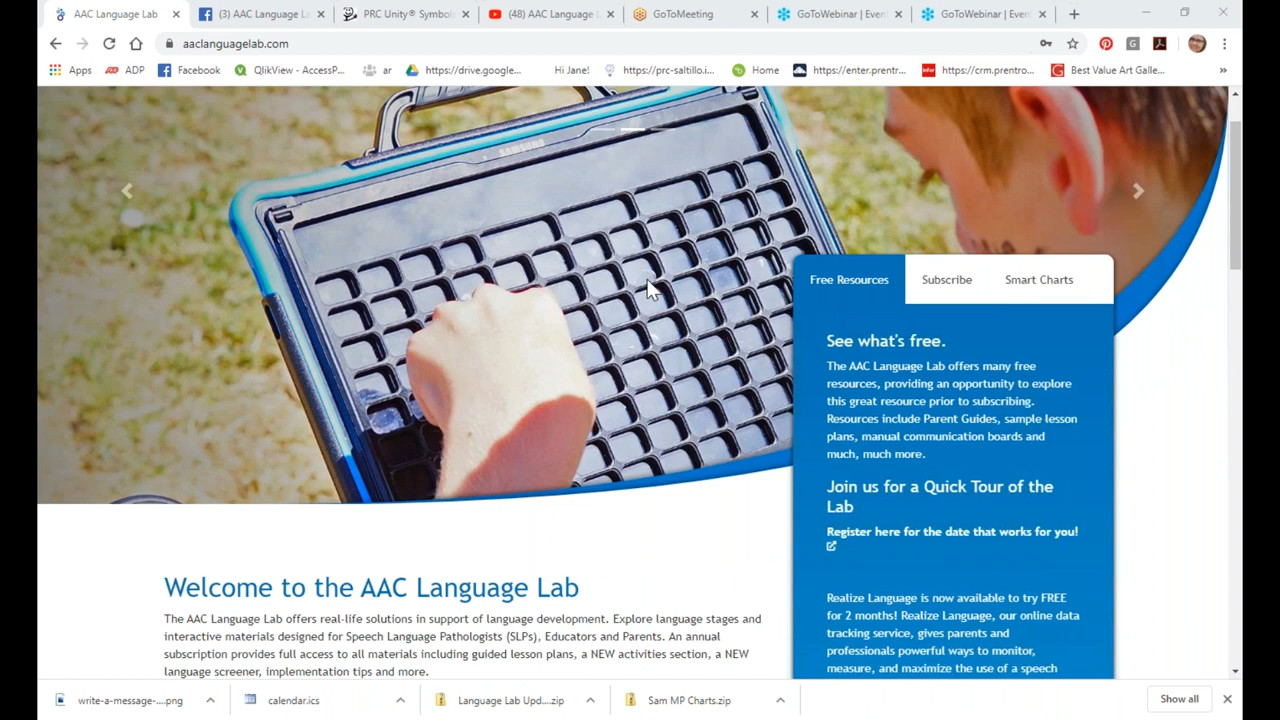 AAC Language Lab
(3) AAC Language La
PRC Unity® Symbol
(48) AAC Language L
GoToMeeting
GoToWebinar | Even
GoToWebinar | Even
aaclanguagelab.com
Apps
ADP
Facebook
QlikView - AccessP...
ar
https://drive.google...
Hi Jane!
https://prc-saltillo.i...
Home
https://enter.prentr...
https://crm.prentro...
Best Value Art Galle...
SAMSUNG
Free Resources
Subscribe
Smart Charts
See what's free.
The AAC Language Lab offers many free
resources, providing an opportunity to explore
this great resource prior to subscribing.
Resources include Parent Guides, sample lesson
plans, manual communication boards and
much, much more.
Join us for a Quick Tour of the
Lab
Register here for the date that works for you!
Realize Language is now available to try FREE
for 2 months! Realize Language, our online data
tracking service, gives parents and
professionals powerful ways to monitor,
measure, and maximize the use of a speech
Welcome to the AAC Language Lab
The AAC Language Lab offers real-life solutions in support of language development. Explore language stages and
interactive materials designed for Speech Language Pathologists (SLPs), Educators and Parents. An annual
subscription provides full access to all materials including guided lesson plans, a NEW activities section, a NEW
language screener, implementation tips and more.
write-a-message-....png
calendar.ics
Language Lab Upd....zip
Sam MP Charts.zip
Show all